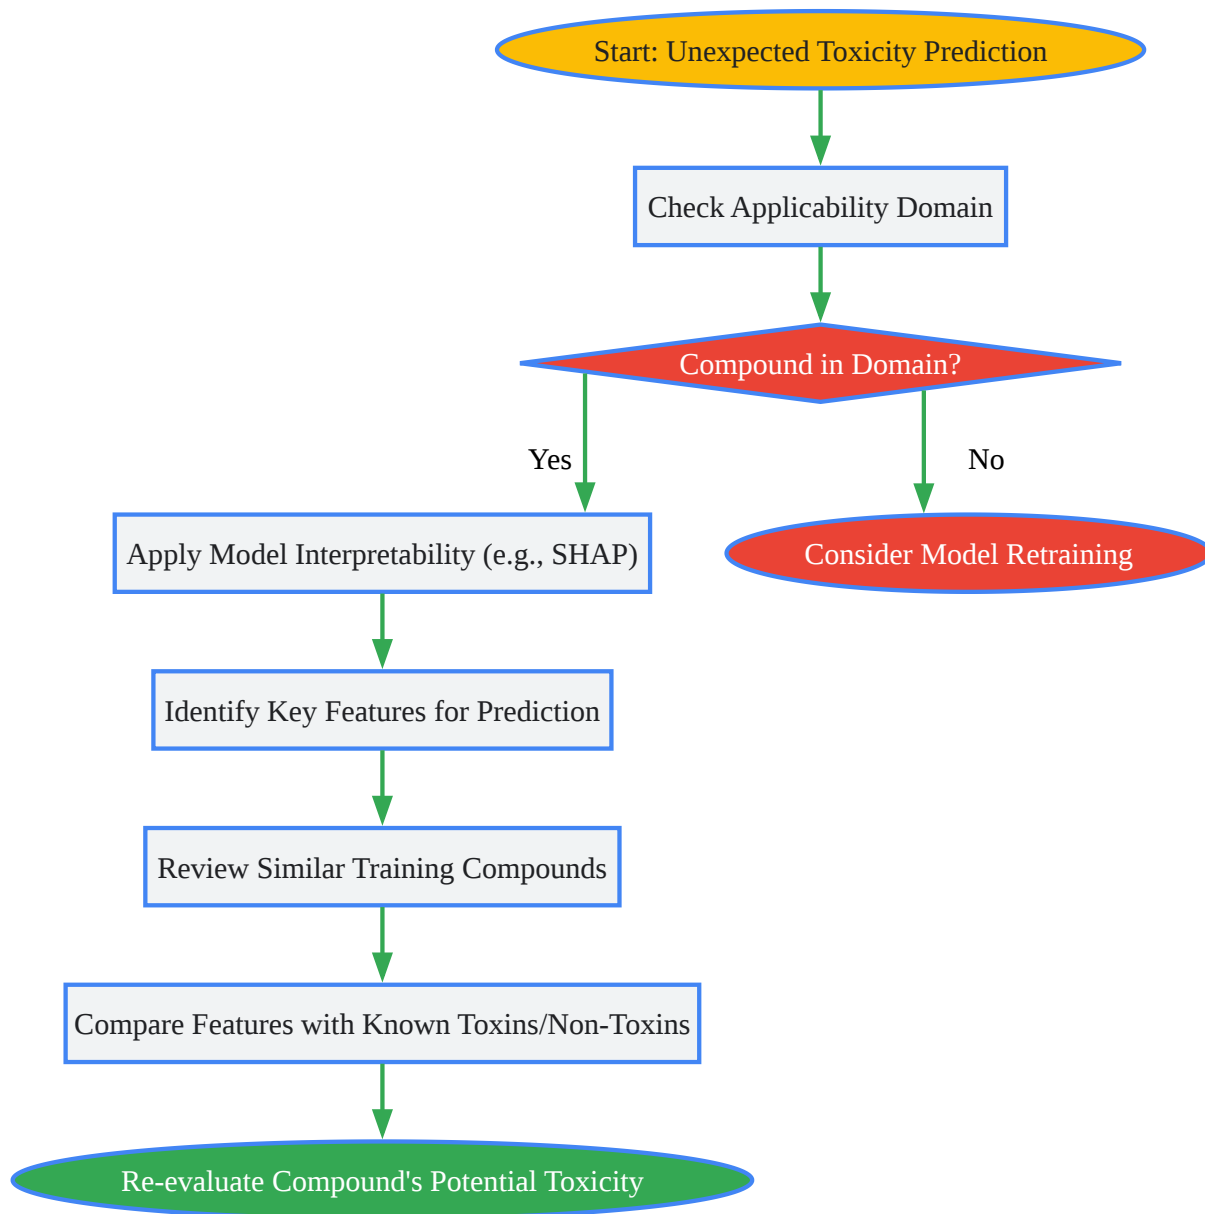 Start: Unexpected Toxicity Prediction
Check Applicability Domain
Compound in Domain?
Yes
No
Apply Model Interpretability (e.g., SHAP)
Consider Model Retraining
Identify Key Features for Prediction
Review Similar Training Compounds
Compare Features with Known Toxins/Non-Toxins
Re-evaluate Compound's Potential Toxicity